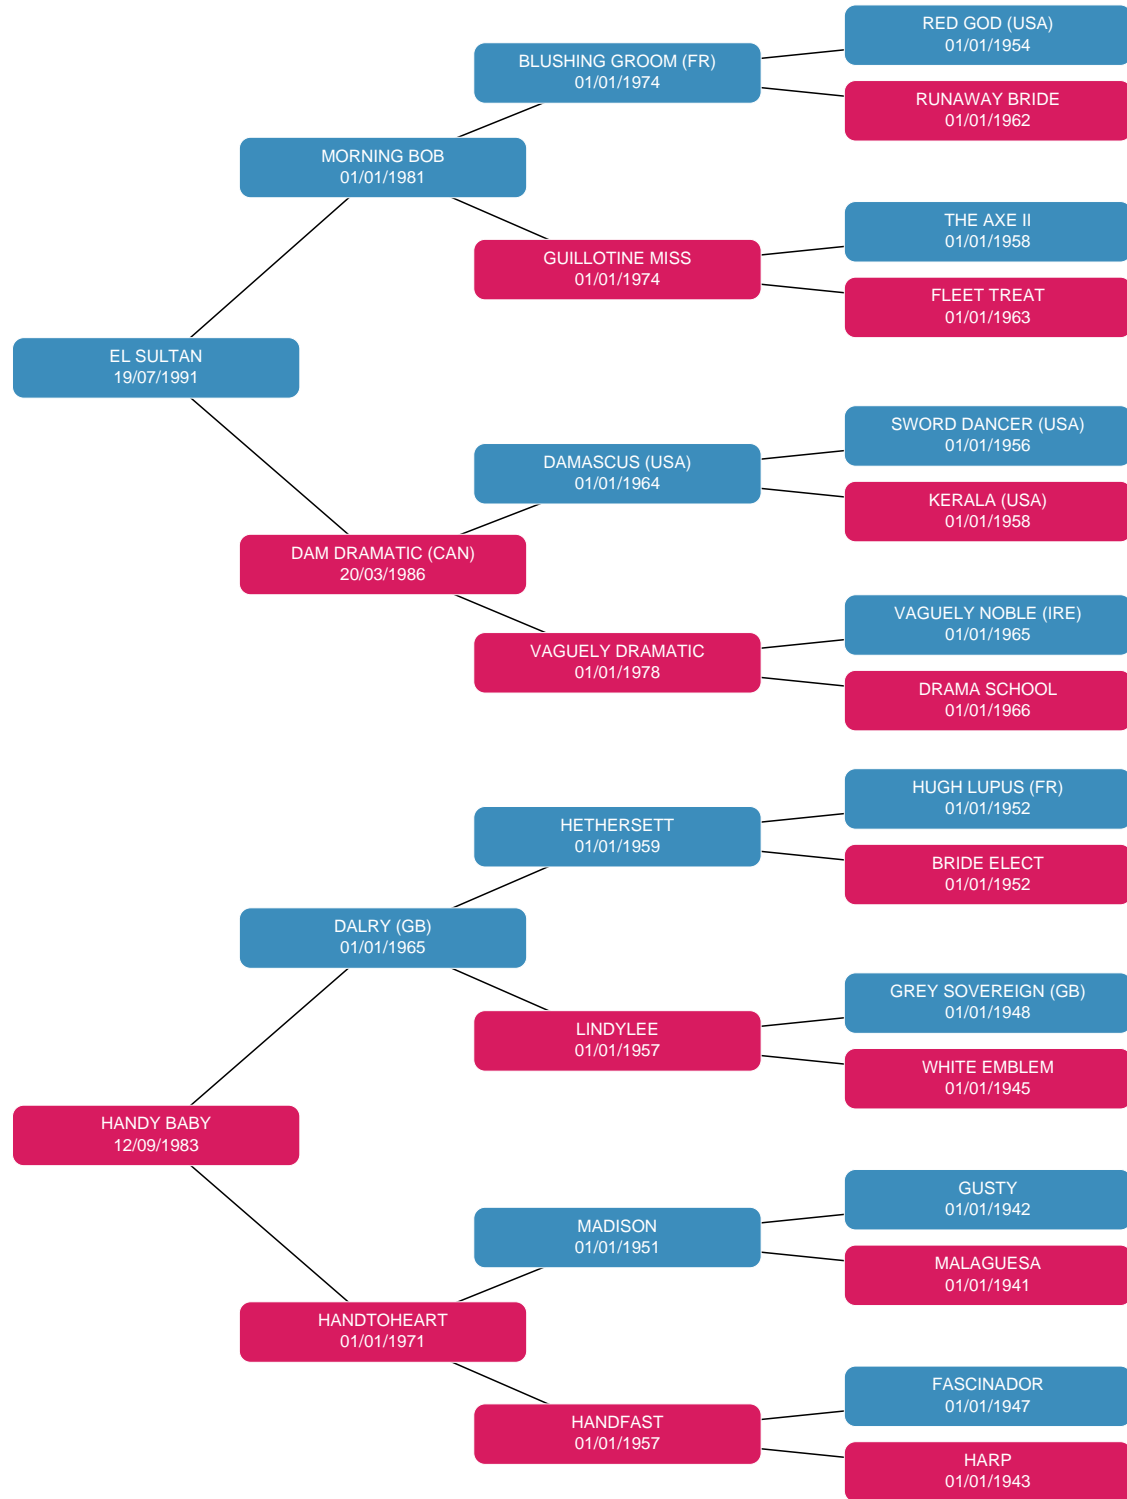 RED GOD (USA)
01/01/1954
BLUSHING GROOM (FR)
01/01/1974
RUNAWAY BRIDE
01/01/1962
MORNING BOB
01/01/1981
THE AXE II
01/01/1958
GUILLOTINE MISS
01/01/1974
FLEET TREAT
01/01/1963
EL SULTAN
19/07/1991
SWORD DANCER (USA)
01/01/1956
DAMASCUS (USA)
01/01/1964
KERALA (USA)
01/01/1958
DAM DRAMATIC (CAN)
20/03/1986
VAGUELY NOBLE (IRE)
01/01/1965
VAGUELY DRAMATIC
01/01/1978
DRAMA SCHOOL
01/01/1966
HUGH LUPUS (FR)
01/01/1952
HETHERSETT
01/01/1959
BRIDE ELECT
01/01/1952
DALRY (GB)
01/01/1965
GREY SOVEREIGN (GB)
01/01/1948
LINDYLEE
01/01/1957
WHITE EMBLEM
01/01/1945
HANDY BABY
12/09/1983
GUSTY
01/01/1942
MADISON
01/01/1951
MALAGUESA
01/01/1941
HANDTOHEART
01/01/1971
FASCINADOR
01/01/1947
HANDFAST
01/01/1957
HARP
01/01/1943